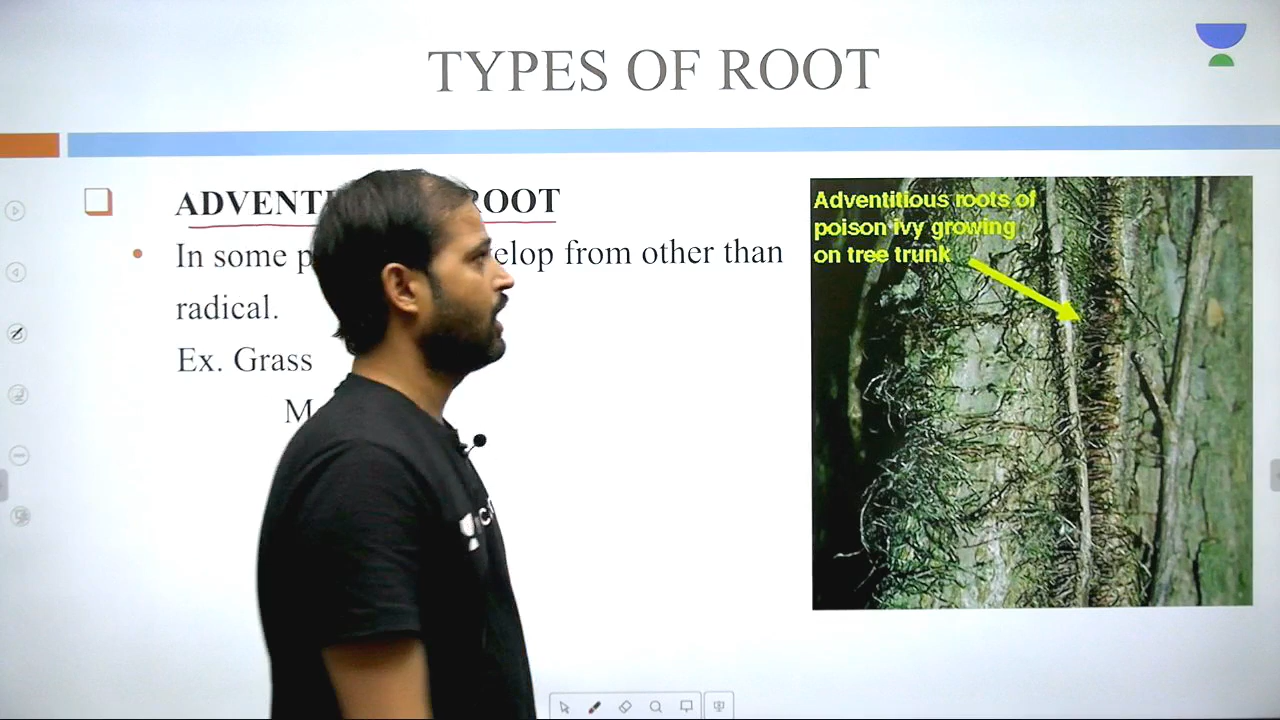 TYPES OF ROOT
ADVENTI ROOT
In some p elop from other than
radical.
Ex. Grass
M
Adventitious roots of
poison ivy growing
on tree trunk